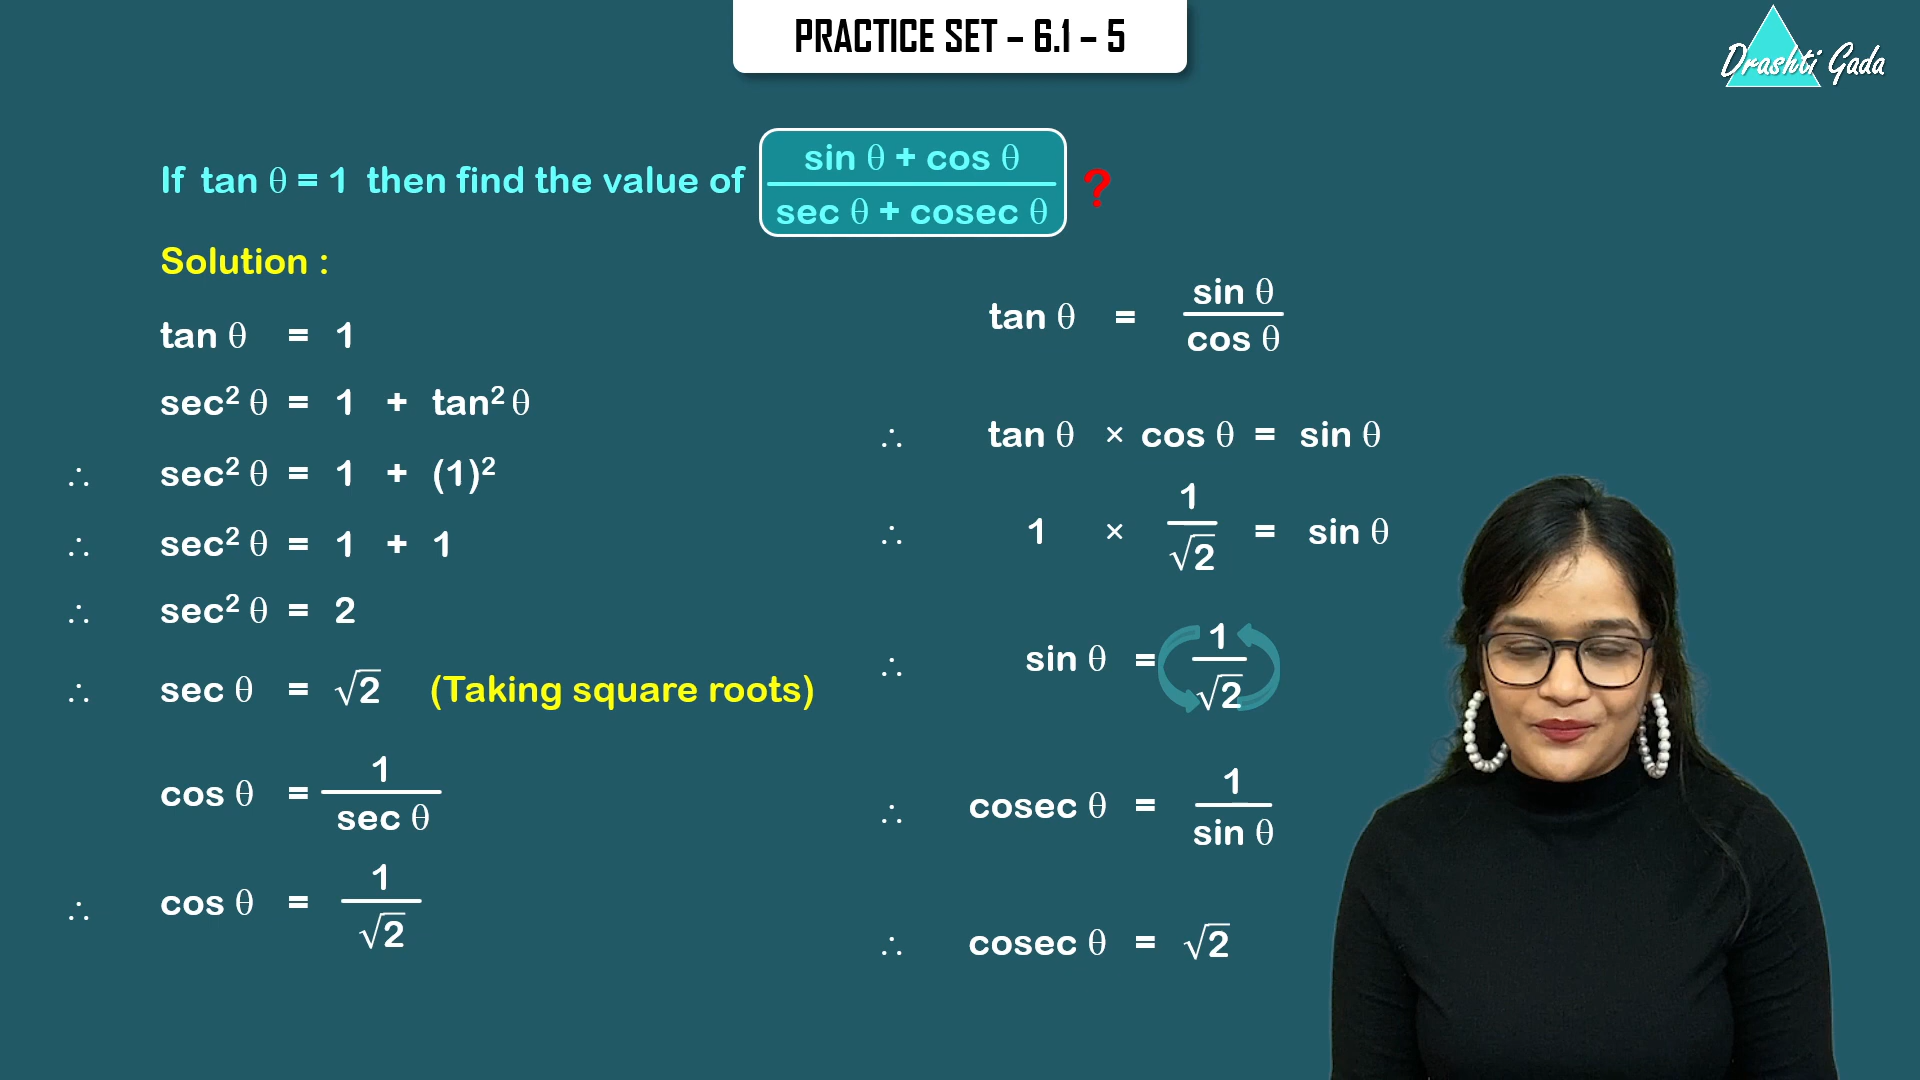 PRACTICE SET – 6.1 – 5
Drashti Gada
If tan θ = 1 then find the value of (sin θ + cos θ)/(sec θ + cosec θ) ?
Solution :
tan θ = 1
sec² θ = 1 + tan² θ
∴ sec² θ = 1 + (1)²
∴ sec² θ = 1 + 1
∴ sec² θ = 2
∴ sec θ = √2 (Taking square roots)
cos θ = 1/sec θ
∴ cos θ = 1/√2
tan θ = sin θ/cos θ
∴ tan θ × cos θ = sin θ
∴ 1 × 1/√2 = sin θ
∴ sin θ = 1/√2
∴ cosec θ = 1/sin θ
∴ cosec θ = √2